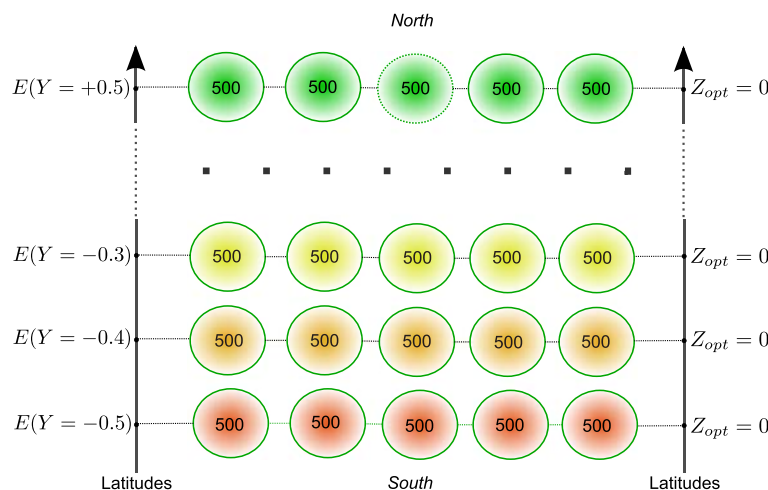 North
E(Y = +0.5) 500 500 500 500 500 Z_opt = 0
E(Y = −0.3) 500 500 500 500 500 Z_opt = 0
E(Y = −0.4) 500 500 500 500 500 Z_opt = 0
E(Y = −0.5) 500 500 500 500 500 Z_opt = 0
Latitudes South Latitudes